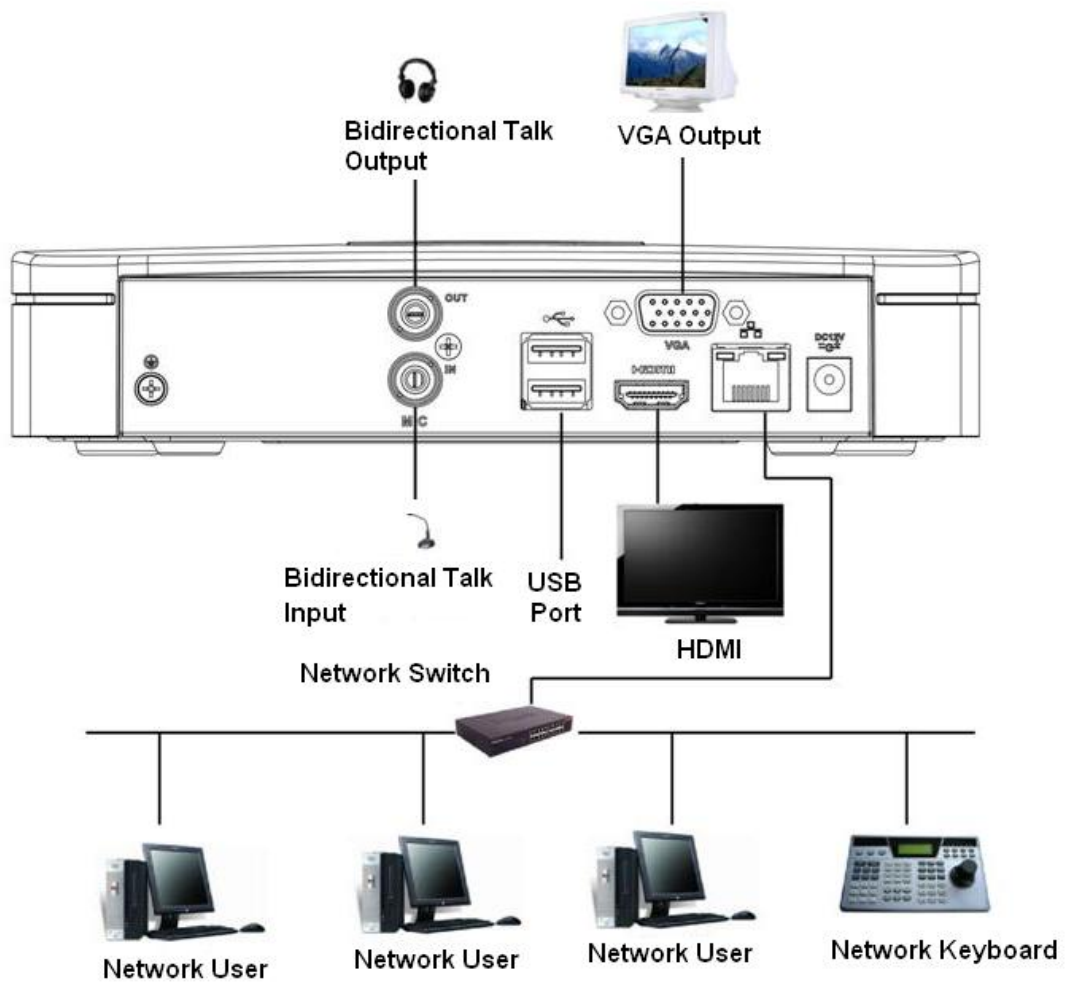 Bidirectional Talk
Output
VGA Output
OUT
VGA
DC12V
IN
HDMI
MIC
Bidirectional Talk
Input
USB
Port
HDMI
Network Switch
Network User
Network User
Network User
Network Keyboard